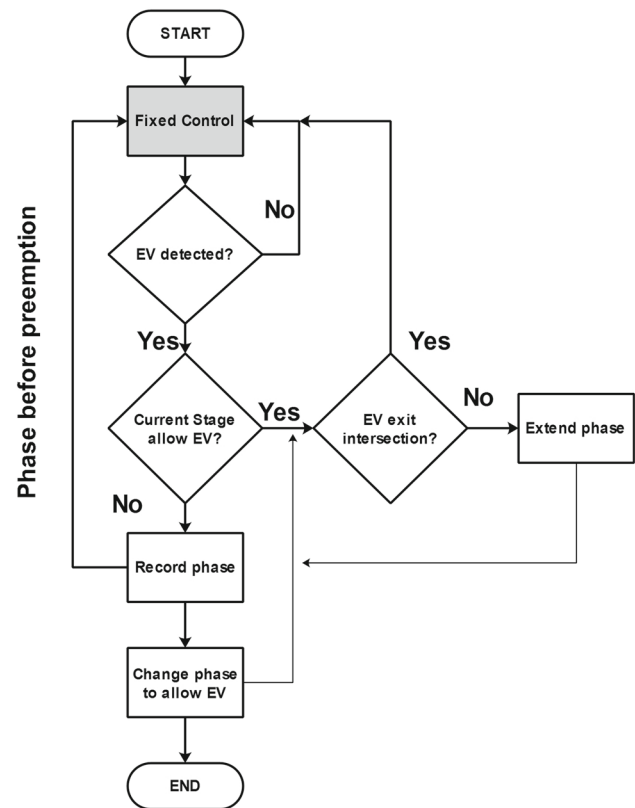 START
Fixed Control
No
EV detected?
Phase before preemption
Yes
Yes
Current Stage
allow EV?
Yes
EV exit
intersection?
No
Extend phase
No
Record phase
Change phase
to allow EV
END